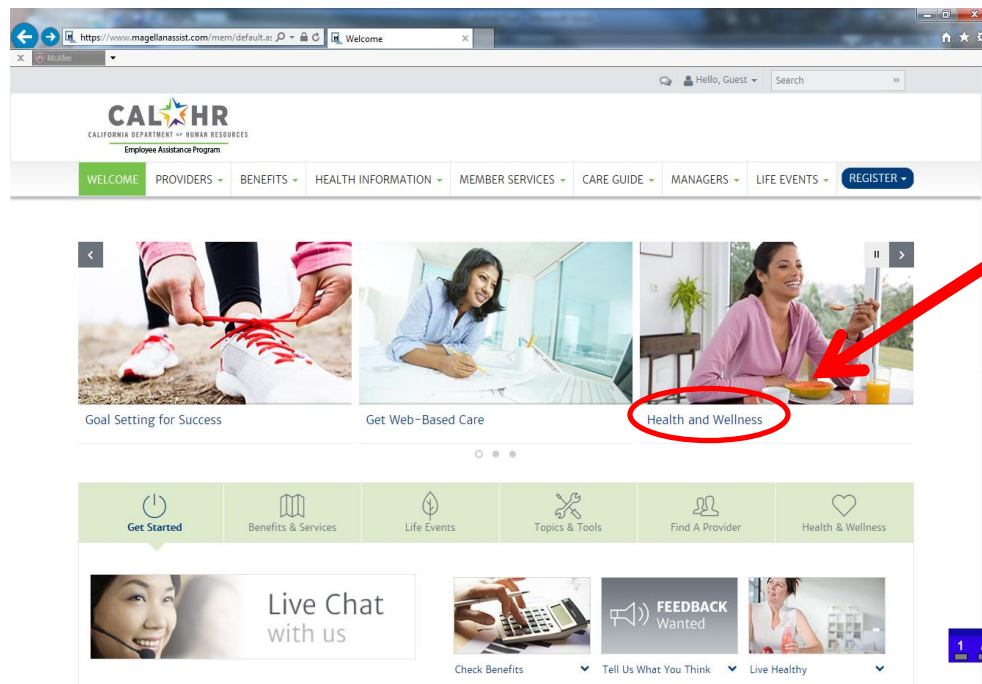 https://www.magellanassist.com/mem/default.as
Welcome
McAfee
Hello, Guest
Search
CAL HR
CALIFORNIA DEPARTMENT OF HUMAN RESOURCES
Employee Assistance Program
WELCOME PROVIDERS BENEFITS HEALTH INFORMATION MEMBER SERVICES CARE GUIDE MANAGERS LIFE EVENTS REGISTER
Goal Setting for Success
Get Web-Based Care
Health and Wellness
Get Started
Benefits & Services
Life Events
Topics & Tools
Find A Provider
Health & Wellness
Live Chat
with us
FEEDBACK
Wanted
Check Benefits
Tell Us What You Think
Live Healthy
1